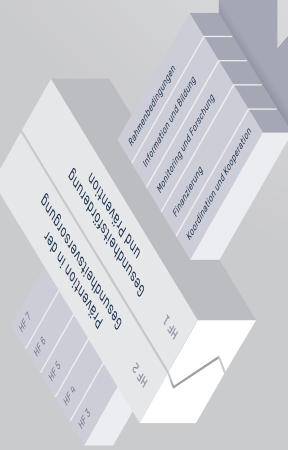 Rahmenbedingungen
Information und Bildung
Monitoring und Forschung
Finanzierung
Koordination und Kooperation
HF 1
Gesundheitsförderung
und Prävention
HF 2
Prävention in der
Gesundheitsversorgung
HF 3
HF 4
HF 5
HF 6
HF 7